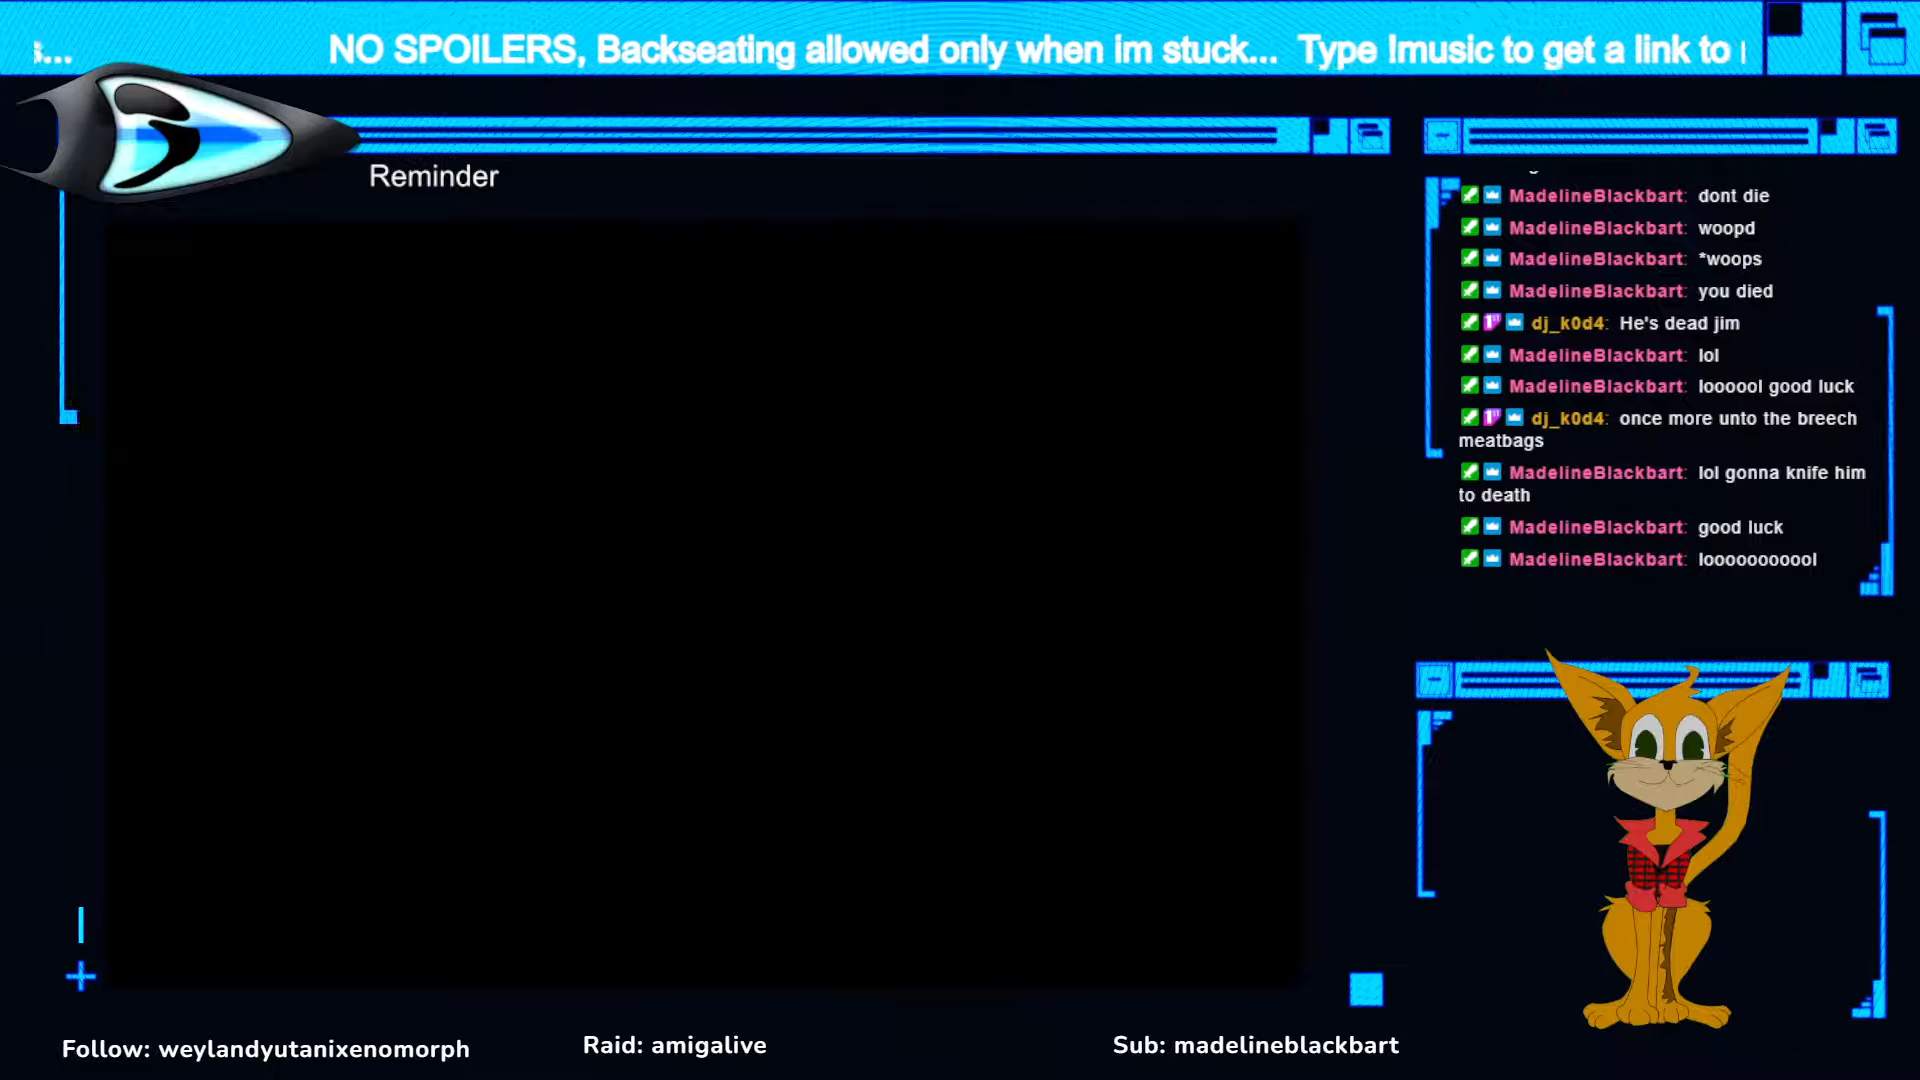 s... NO SPOILERS, Backseating allowed only when im stuck... Type !music to get a link to
Reminder
MadelineBlackbart: dont die
MadelineBlackbart: woopd
MadelineBlackbart: *woops
MadelineBlackbart: you died
dj_k0d4: He's dead jim
MadelineBlackbart: lol
MadelineBlackbart: loooool good luck
dj_k0d4: once more unto the breech
meatbags
MadelineBlackbart: lol gonna knife him
to death
MadelineBlackbart: good luck
MadelineBlackbart: looooooooool
Follow: weylandyutanixenomorph
Raid: amigalive
Sub: madelineblackbart